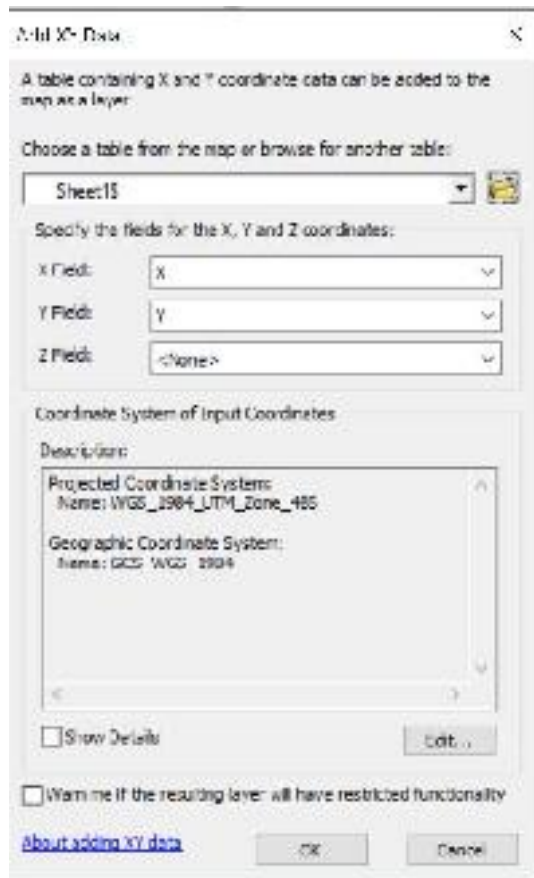 Add XY Data
A table containing X and Y coordinate data can be added to the
map as a layer
Choose a table from the map or browse for another table:
Sheet1$
Specify the fields for the X, Y and Z coordinates:
X Field: X
Y Field: Y
Z Field: <None>
Coordinate System of Input Coordinates
Description:
Projected Coordinate System:
Name: WGS_1984_UTM_Zone_48S
Geographic Coordinate System:
Name: GCS_WGS_1984
Show Details
Edit...
Warn me if the resulting layer will have restricted functionality
About adding XY data
OK
Cancel